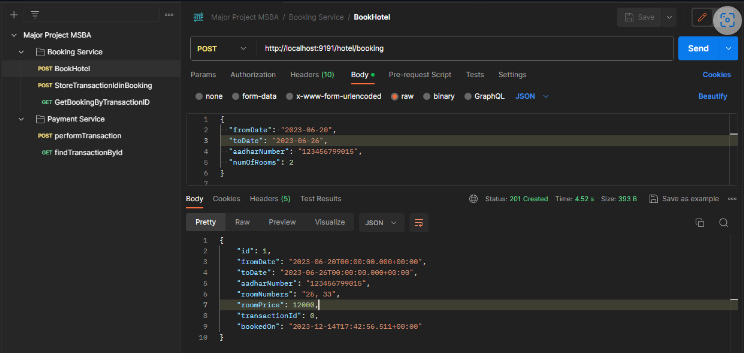 Major Project MSBA / Booking Service / BookHotel
Save
Major Project MSBA
Booking Service
POST BookHotel
POST StoreTransactionIdinBooking
GET GetBookingByTransactionID
Payment Service
POST performTransaction
GET findTransactionById
POST http://localhost:9191/hotel/booking Send
Params Authorization Headers (10) Body Pre-request Script Tests Settings Cookies
none form-data x-www-form-urlencoded raw binary GraphQL JSON Beautify
1 {
2 "fromDate": "2023-06-20",
3 "toDate": "2023-06-26",
4 "aadharNumber": "123456799015",
5 "numOfRooms": 2
6 }
7
Body Cookies Headers (5) Test Results Status: 201 Created Time: 4.52 s Size: 393 B Save as example
Pretty Raw Preview Visualize JSON
1 {
2 "id": 1,
3 "fromDate": "2023-06-20T00:00:00.000+00:00",
4 "toDate": "2023-06-26T00:00:00.000+00:00",
5 "aadharNumber": "123456799015",
6 "roomNumbers": "26, 33",
7 "roomPrice": 12000,
8 "transactionId": 0,
9 "bookedOn": "2023-12-14T17:42:56.511+00:00"
10 }